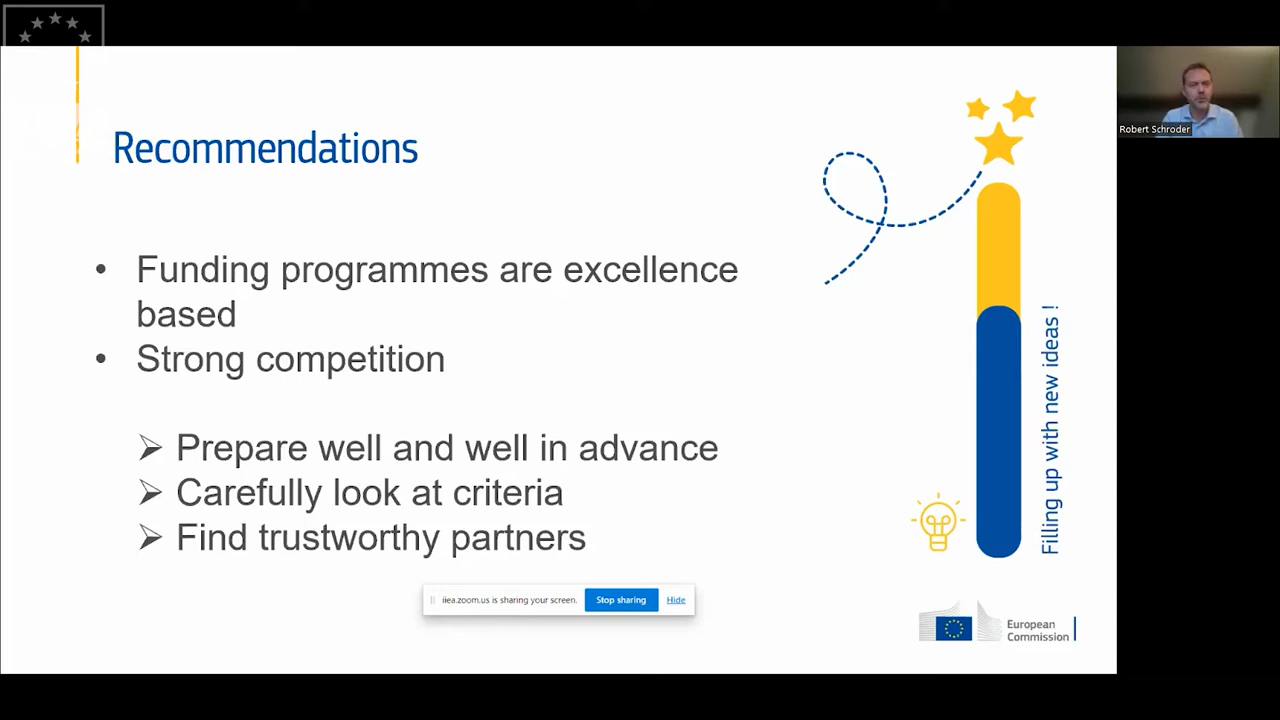 Recommendations
• Funding programmes are excellence
based
• Strong competition
➢ Prepare well and well in advance
➢ Carefully look at criteria
➢ Find trustworthy partners
Filling up with new ideas !
iiea.zoom.us is sharing your screen. Stop sharing Hide
European
Commission
Robert Schroder